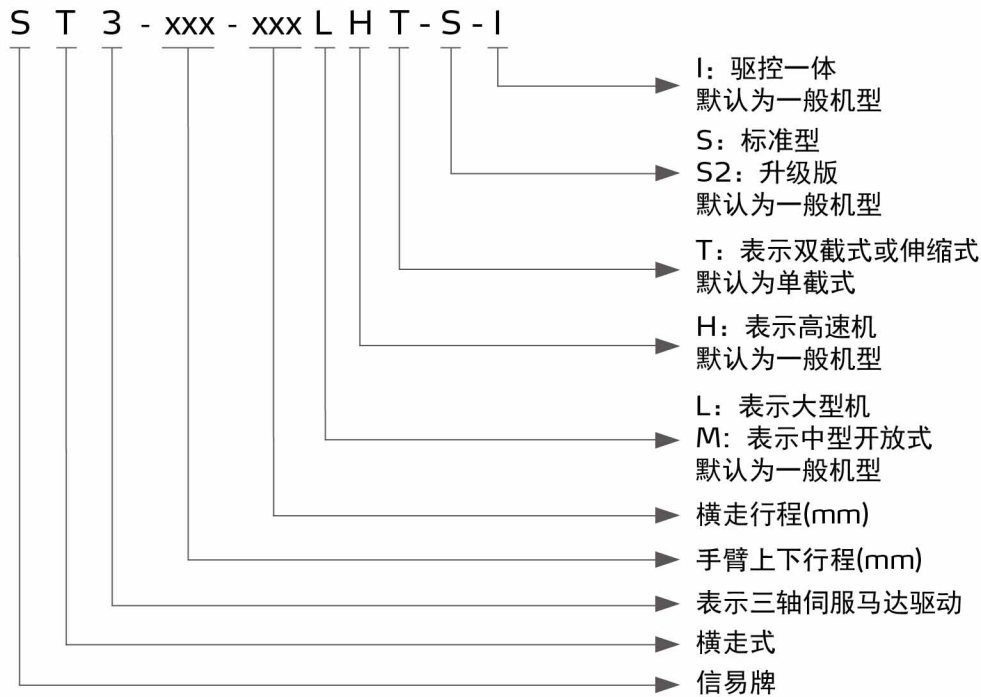 S T 3 - xxx - xxx L H T - S - I
I：驱控一体
默认为一般机型
S：标准型
S2：升级版
默认为一般机型
T：表示双截式或伸缩式
默认为单截式
H：表示高速机
默认为一般机型
L：表示大型机
M：表示中型开放式
默认为一般机型
横走行程(mm)
手臂上下行程(mm)
表示三轴伺服马达驱动
横走式
信易牌